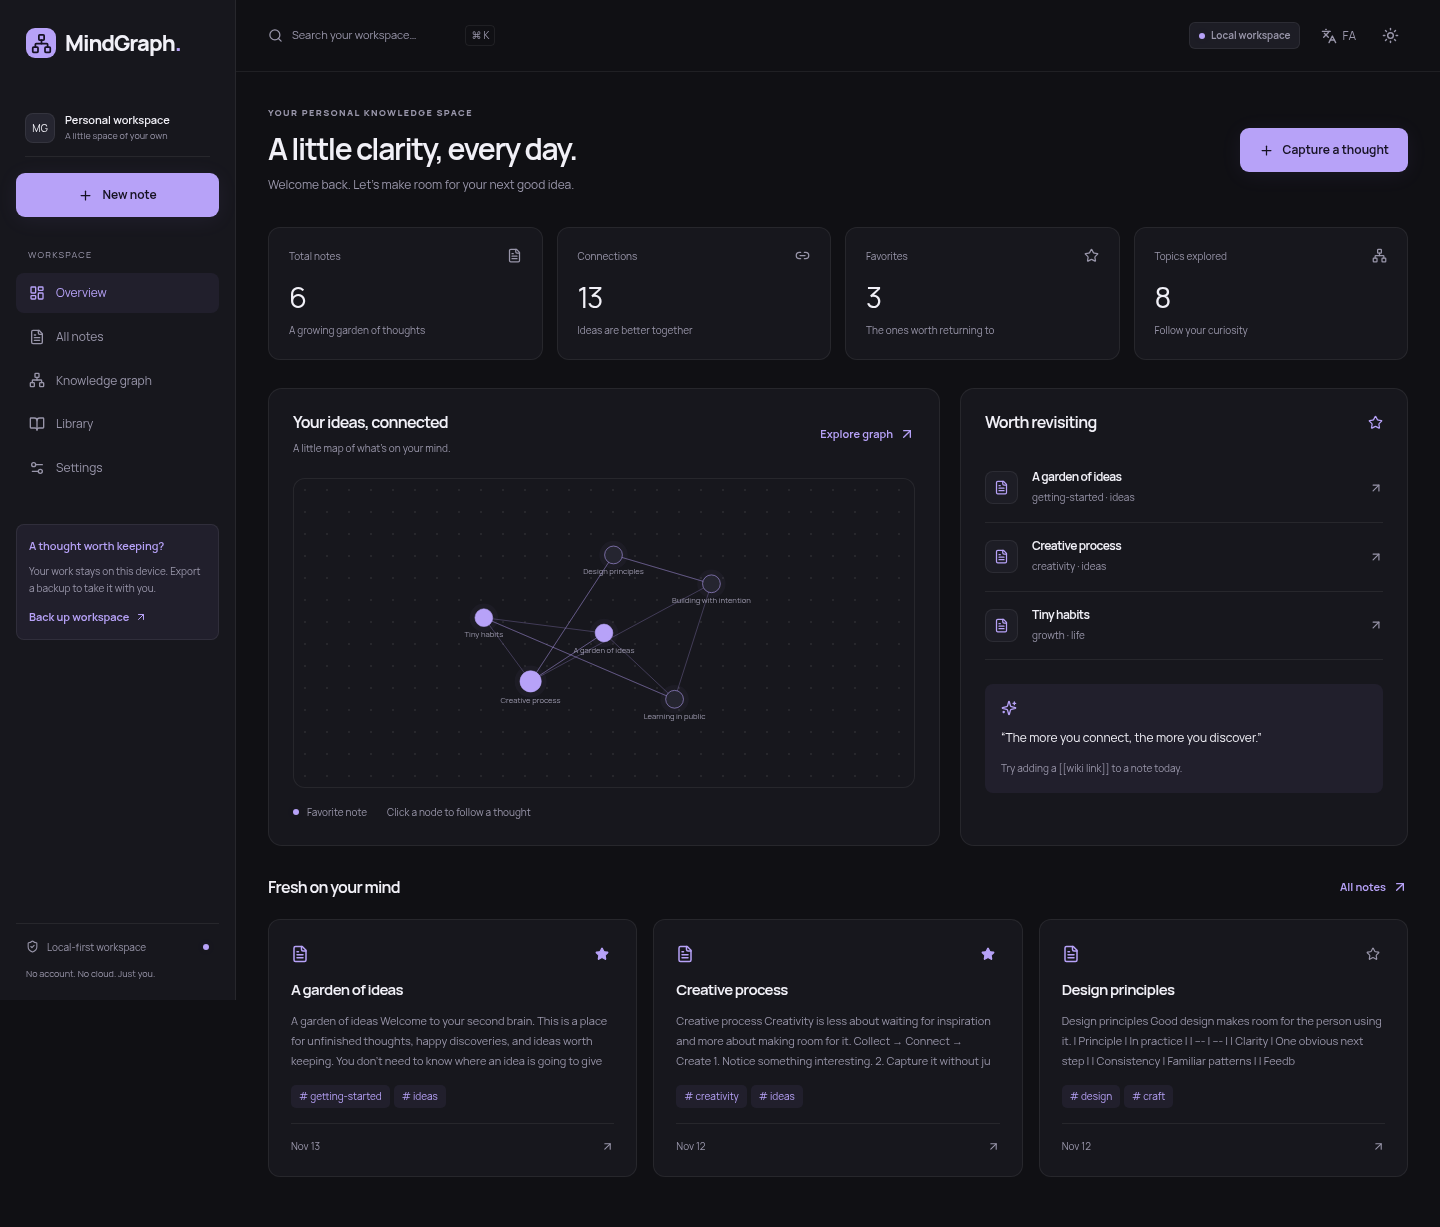 MindGraph.
MG
Personal workspace
A little space of your own
New note
WORKSPACE
Overview
All notes
Knowledge graph
Library
Settings
A thought worth keeping?
Your work stays on this device. Export
a backup to take it with you.
Back up workspace
Local-first workspace
No account. No cloud. Just you.
Search your workspace...
⌘ K
Local workspace
FA
YOUR PERSONAL KNOWLEDGE SPACE
A little clarity, every day.
Welcome back. Let's make room for your next good idea.
Capture a thought
Total notes
6
A growing garden of thoughts
Connections
13
Ideas are better together
Favorites
3
The ones worth returning to
Topics explored
8
Follow your curiosity
Your ideas, connected
A little map of what's on your mind.
Explore graph
Design principles
Building with intention
Tiny habits
A garden of ideas
Creative process
Learning in public
Favorite note
Click a node to follow a thought
Worth revisiting
A garden of ideas
getting-started · ideas
Creative process
creativity · ideas
Tiny habits
growth · life
“The more you connect, the more you discover.”
Try adding a [[wiki link]] to a note today.
Fresh on your mind
All notes
A garden of ideas
A garden of ideas Welcome to your second brain. This is a place
for unfinished thoughts, happy discoveries, and ideas worth
keeping. You don't need to know where an idea is going to give
# getting-started
# ideas
Nov 13
Creative process
Creative process Creativity is less about waiting for inspiration
and more about making room for it. Collect → Connect →
Create 1. Notice something interesting. 2. Capture it without ju
# creativity
# ideas
Nov 12
Design principles
Design principles Good design makes room for the person using
it. | Principle | In practice | | --- | --- | | Clarity | One obvious next
step | | Consistency | Familiar patterns | | Feedb
# design
# craft
Nov 12